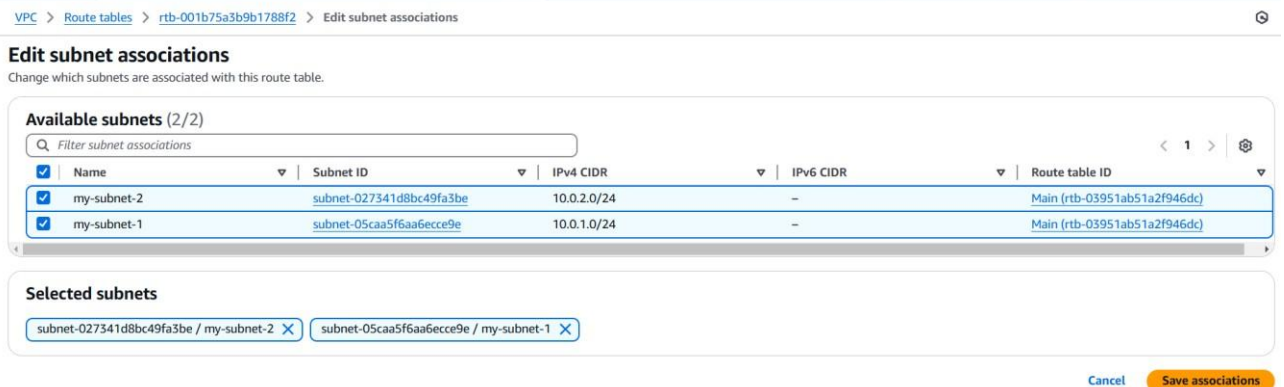 VPC > Route tables > rtb-001b75a3b9b1788f2 > Edit subnet associations
Edit subnet associations
Change which subnets are associated with this route table.
Available subnets (2/2)
Filter subnet associations
< 1 >
Name Subnet ID IPv4 CIDR IPv6 CIDR Route table ID
my-subnet-2 subnet-027341d8bc49fa3be 10.0.2.0/24 – Main (rtb-03951ab51a2f946dc)
my-subnet-1 subnet-05caa5f6aa6ecce9e 10.0.1.0/24 – Main (rtb-03951ab51a2f946dc)
Selected subnets
subnet-027341d8bc49fa3be / my-subnet-2 X subnet-05caa5f6aa6ecce9e / my-subnet-1 X
Cancel Save associations